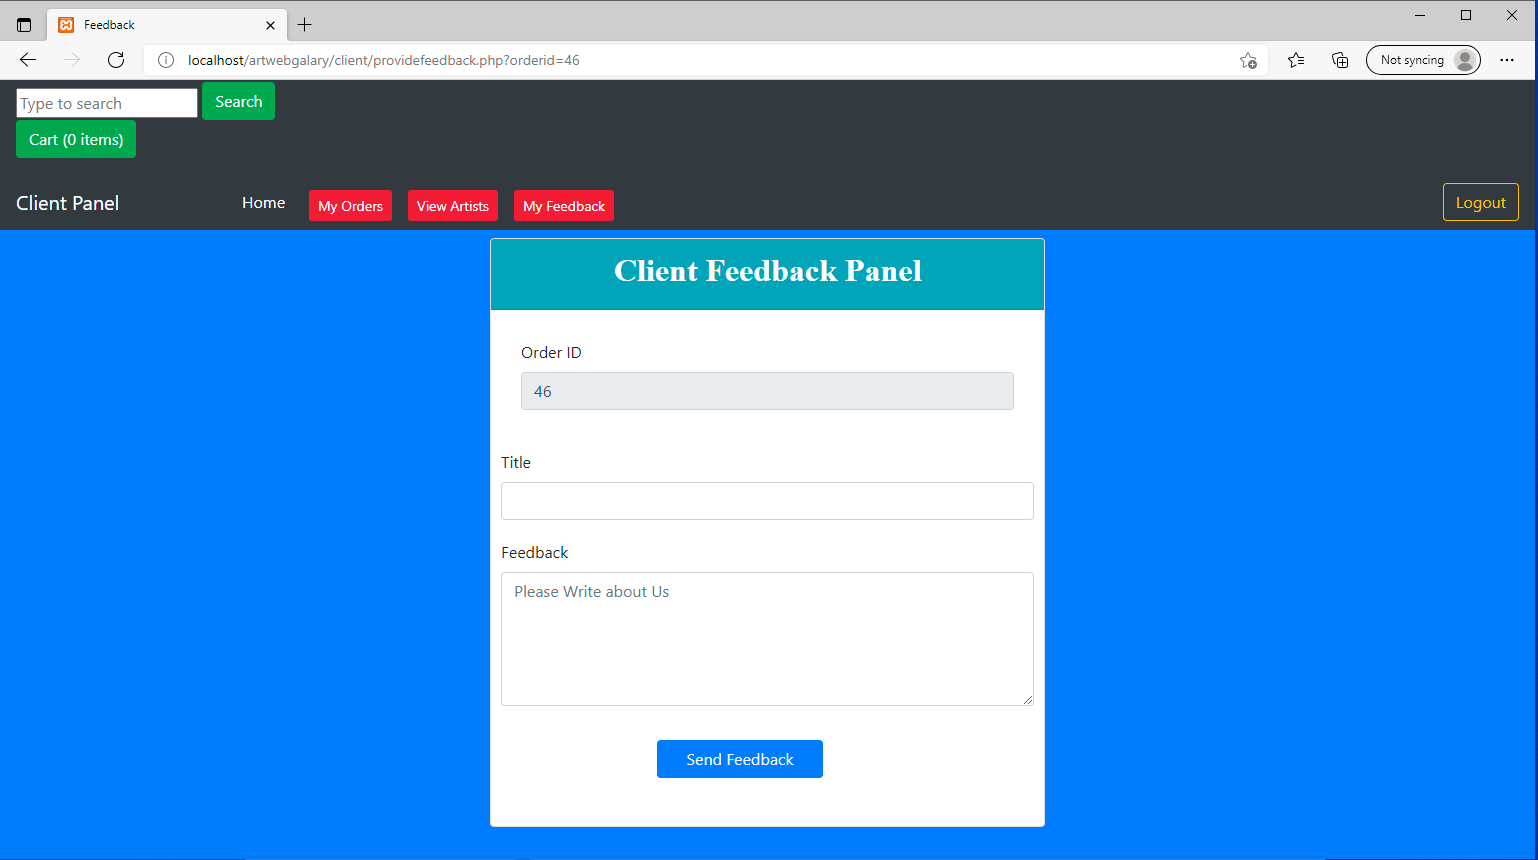 Feedback
localhost/artwebgalary/client/providefeedback.php?orderid=46
Not syncing
Type to search
Search
Cart (0 items)
Client Panel
Home
My Orders
View Artists
My Feedback
Logout
Client Feedback Panel
Order ID
46
Title
Feedback
Please Write about Us
Send Feedback